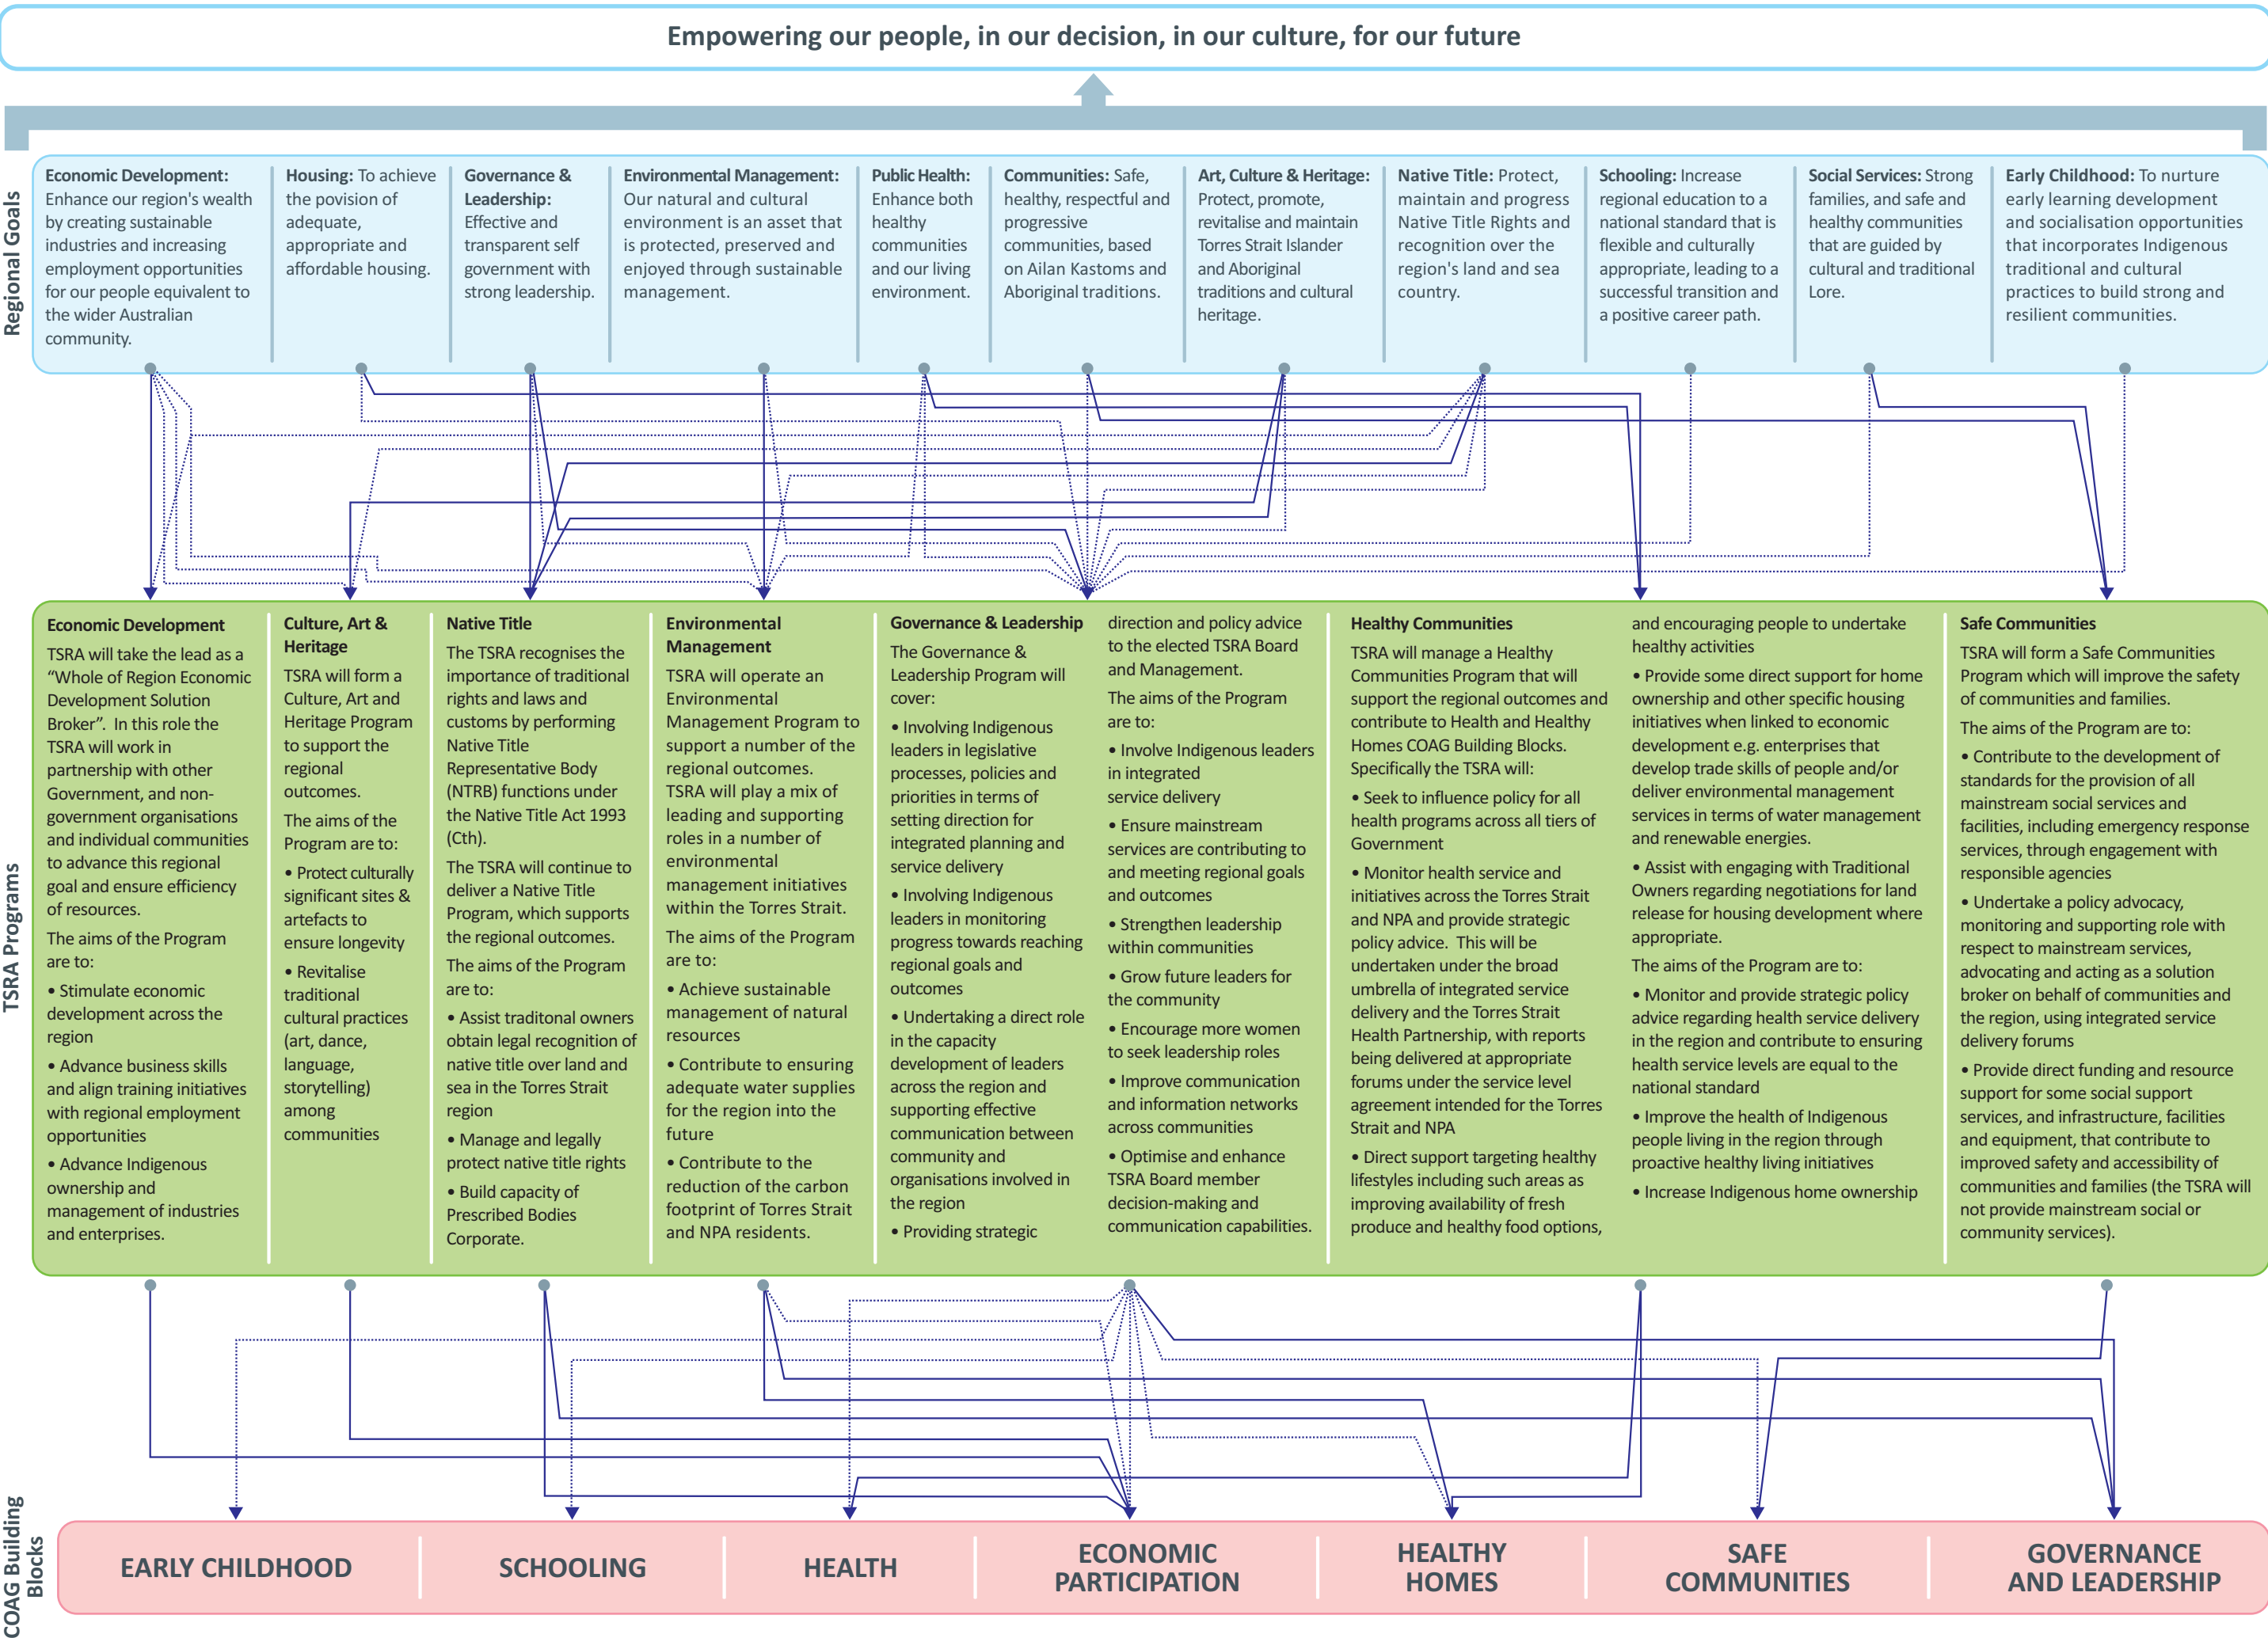 Empowering our people, in our decision, in our culture, for our future
Regional Goals
Economic Development:
Enhance our region's wealth
by creating sustainable
industries and increasing
employment opportunities
for our people equivalent to
the wider Australian
community.
Housing: To achieve
the povision of
adequate,
appropriate and
affordable housing.
Governance &
Leadership:
Effective and
transparent self
government with
strong leadership.
Environmental Management:
Our natural and cultural
environment is an asset that
is protected, preserved and
enjoyed through sustainable
management.
Public Health:
Enhance both
healthy
communities
and our living
environment.
Communities: Safe,
healthy, respectful and
progressive
communities, based
on Ailan Kastoms and
Aboriginal traditions.
Art, Culture & Heritage:
Protect, promote,
revitalise and maintain
Torres Strait Islander
and Aboriginal
traditions and cultural
heritage.
Native Title: Protect,
maintain and progress
Native Title Rights and
recognition over the
region's land and sea
country.
Schooling: Increase
regional education to a
national standard that is
flexible and culturally
appropriate, leading to a
successful transition and
a positive career path.
Social Services: Strong
families, and safe and
healthy communities
that are guided by
cultural and traditional
Lore.
Early Childhood: To nurture
early learning development
and socialisation opportunities
that incorporates Indigenous
traditional and cultural
practices to build strong and
resilient communities.
TSRA Programs
Economic Development
TSRA will take the lead as a
“Whole of Region Economic
Development Solution
Broker”.  In this role the
TSRA will work in
partnership with other
Government, and non-
government organisations
and individual communities
to advance this regional
goal and ensure efficiency
of resources.
The aims of the Program
are to:
• Stimulate economic
development across the
region
• Advance business skills
and align training initiatives
with regional employment
opportunities
• Advance Indigenous
ownership and
management of industries
and enterprises.
Culture, Art &
Heritage
TSRA will form a
Culture, Art and
Heritage Program
to support the
regional
outcomes.
The aims of the
Program are to:
• Protect culturally
significant sites &
artefacts to
ensure longevity
• Revitalise
traditional
cultural practices
(art, dance,
language,
storytelling)
among
communities
Native Title
The TSRA recognises the
importance of traditional
rights and laws and
customs by performing
Native Title
Representative Body
(NTRB) functions under
the Native Title Act 1993
(Cth).
The TSRA will continue to
deliver a Native Title
Program, which supports
the regional outcomes.
The aims of the Program
are to:
• Assist traditonal owners
obtain legal recognition of
native title over land and
sea in the Torres Strait
region
• Manage and legally
protect native title rights
• Build capacity of
Prescribed Bodies
Corporate.
Environmental
Management
TSRA will operate an
Environmental
Management Program to
support a number of the
regional outcomes.
TSRA will play a mix of
leading and supporting
roles in a number of
environmental
management initiatives
within the Torres Strait.
The aims of the Program
are to:
• Achieve sustainable
management of natural
resources
• Contribute to ensuring
adequate water supplies
for the region into the
future
• Contribute to the
reduction of the carbon
footprint of Torres Strait
and NPA residents.
Governance & Leadership
The Governance &
Leadership Program will
cover:
• Involving Indigenous
leaders in legislative
processes, policies and
priorities in terms of
setting direction for
integrated planning and
service delivery
• Involving Indigenous
leaders in monitoring
progress towards reaching
regional goals and
outcomes
• Undertaking a direct role
in the capacity
development of leaders
across the region and
supporting effective
communication between
community and
organisations involved in
the region
• Providing strategic
direction and policy advice
to the elected TSRA Board
and Management.
The aims of the Program
are to:
• Involve Indigenous leaders
in integrated
service delivery
• Ensure mainstream
services are contributing to
and meeting regional goals
and outcomes
• Strengthen leadership
within communities
• Grow future leaders for
the community
• Encourage more women
to seek leadership roles
• Improve communication
and information networks
across communities
• Optimise and enhance
TSRA Board member
decision-making and
communication capabilities.
Healthy Communities
TSRA will manage a Healthy
Communities Program that will
support the regional outcomes and
contribute to Health and Healthy
Homes COAG Building Blocks.
Specifically the TSRA will:
• Seek to influence policy for all
health programs across all tiers of
Government
• Monitor health service and
initiatives across the Torres Strait
and NPA and provide strategic
policy advice.  This will be
undertaken under the broad
umbrella of integrated service
delivery and the Torres Strait
Health Partnership, with reports
being delivered at appropriate
forums under the service level
agreement intended for the Torres
Strait and NPA
• Direct support targeting healthy
lifestyles including such areas as
improving availability of fresh
produce and healthy food options,
and encouraging people to undertake
healthy activities
• Provide some direct support for home
ownership and other specific housing
initiatives when linked to economic
development e.g. enterprises that
develop trade skills of people and/or
deliver environmental management
services in terms of water management
and renewable energies.
• Assist with engaging with Traditional
Owners regarding negotiations for land
release for housing development where
appropriate.
The aims of the Program are to:
• Monitor and provide strategic policy
advice regarding health service delivery
in the region and contribute to ensuring
health service levels are equal to the
national standard
• Improve the health of Indigenous
people living in the region through
proactive healthy living initiatives
• Increase Indigenous home ownership
Safe Communities
TSRA will form a Safe Communities
Program which will improve the safety
of communities and families.
The aims of the Program are to:
• Contribute to the development of
standards for the provision of all
mainstream social services and
facilities, including emergency response
services, through engagement with
responsible agencies
• Undertake a policy advocacy,
monitoring and supporting role with
respect to mainstream services,
advocating and acting as a solution
broker on behalf of communities and
the region, using integrated service
delivery forums
• Provide direct funding and resource
support for some social support
services, and infrastructure, facilities
and equipment, that contribute to
improved safety and accessibility of
communities and families (the TSRA will
not provide mainstream social or
community services).
COAG Building
Blocks
EARLY CHILDHOOD
SCHOOLING
HEALTH
ECONOMIC
PARTICIPATION
HEALTHY
HOMES
SAFE
COMMUNITIES
GOVERNANCE
AND LEADERSHIP